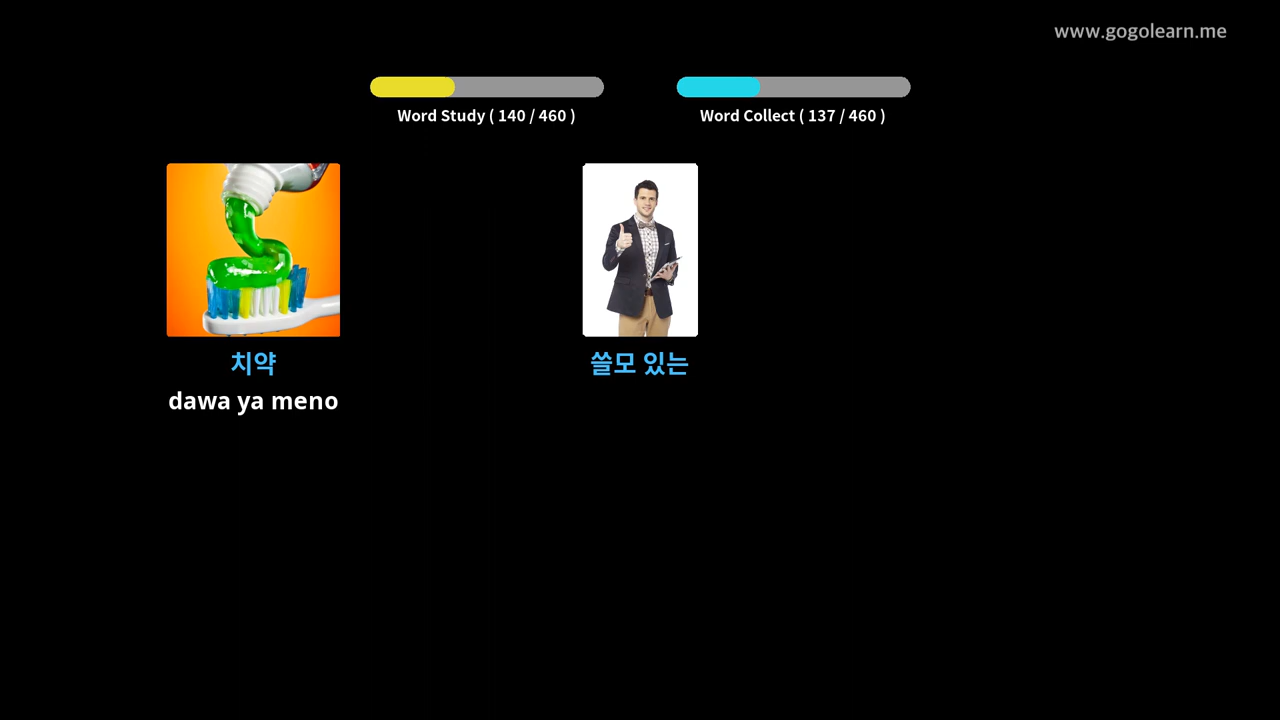 www.gogolearn.me
Word Study ( 140 / 460 )
Word Collect ( 137 / 460 )
치약
dawa ya meno
쓸모 있는